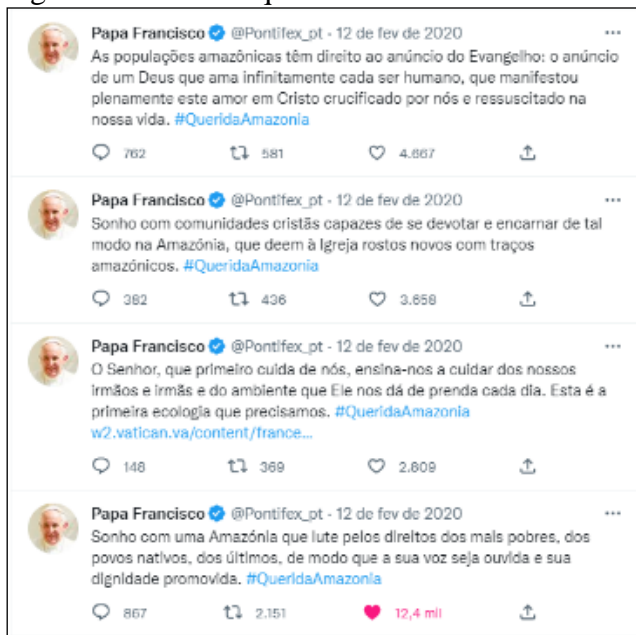 Papa Francisco @Pontifex_pt - 12 de fev de 2020
As populações amazônicas têm direito ao anúncio do Evangelho: o anúncio
de um Deus que ama infinitamente cada ser humano, que manifestou
plenamente este amor em Cristo crucificado por nós e ressuscitado na
nossa vida. #QueridaAmazonia
762 581 4.667
Papa Francisco @Pontifex_pt - 12 de fev de 2020
Sonho com comunidades cristãs capazes de se devotar e encarnar de tal
modo na Amazónia, que deem à Igreja rostos novos com traços
amazónicos. #QueridaAmazonia
382 436 3.658
Papa Francisco @Pontifex_pt - 12 de fev de 2020
O Senhor, que primeiro cuida de nós, ensina-nos a cuidar dos nossos
irmãos e irmãs e do ambiente que Ele nos dá de prenda cada dia. Esta é a
primeira ecologia que precisamos. #QueridaAmazonia
w2.vatican.va/content/france...
148 369 2.809
Papa Francisco @Pontifex_pt - 12 de fev de 2020
Sonho com uma Amazónia que lute pelos direitos dos mais pobres, dos
povos nativos, dos últimos, de modo que a sua voz seja ouvida e sua
dignidade promovida. #QueridaAmazonia
867 2.151 12,4 mil